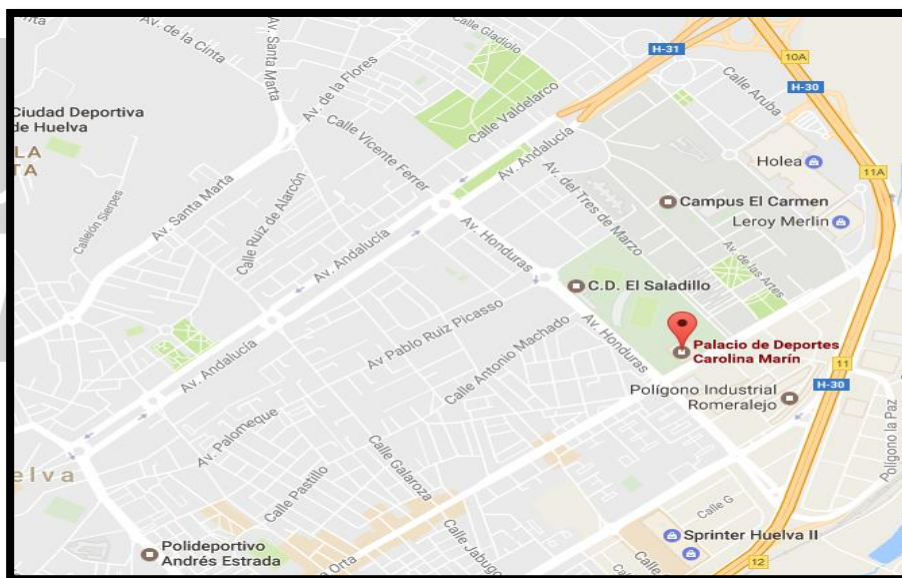 Av. de la Cinta
Av. Santa Marta
Calle Gladiolo
H-31
10A
H-30
Ciudad Deportiva
de Huelva
Av. de la Flores
Calle Valdelarco
Calle Aruba
LA
TA
Calle Vicente Ferrer
Av. Andalucía
Holea
11A
Callejón Sierpes
Av. Santa Marta
Calle Ruiz de Alarcón
Av. del Tres de Marzo
Campus El Carmen
Leroy Merlin
Av. Honduras
Av. Andalucía
Av. de las Artes
C.D. El Saladillo
Av Pablo Ruiz Picasso
Calle Antonio Machado
Av. Honduras
Palacio de Deportes
Carolina Marín
Av. Andalucía
11
H-30
Polígono Industrial
Romeralejo
Av. Palomeque
Polígono la Paz
elva
Calle Pastillo
Calle Galaroza
Calle G
Polideportivo
Andrés Estrada
Orta
Calle Jabugo
Sprinter Huelva II
12